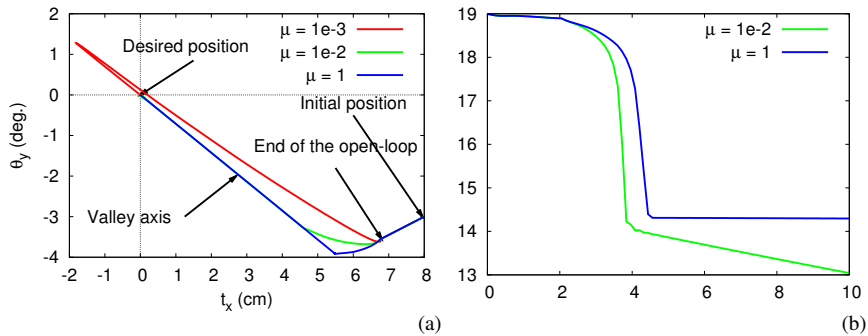 2
1
0
-1
-2
-3
-4
θy (deg.)
-2 -1 0 1 2 3 4 5 6 7 8
tx (cm)
μ = 1e-3
μ = 1e-2
μ = 1
Desired position
Initial position
End of the open-loop
Valley axis
(a)
19
18
17
16
15
14
13
0 2 4 6 8 10
μ = 1e-2
μ = 1
(b)